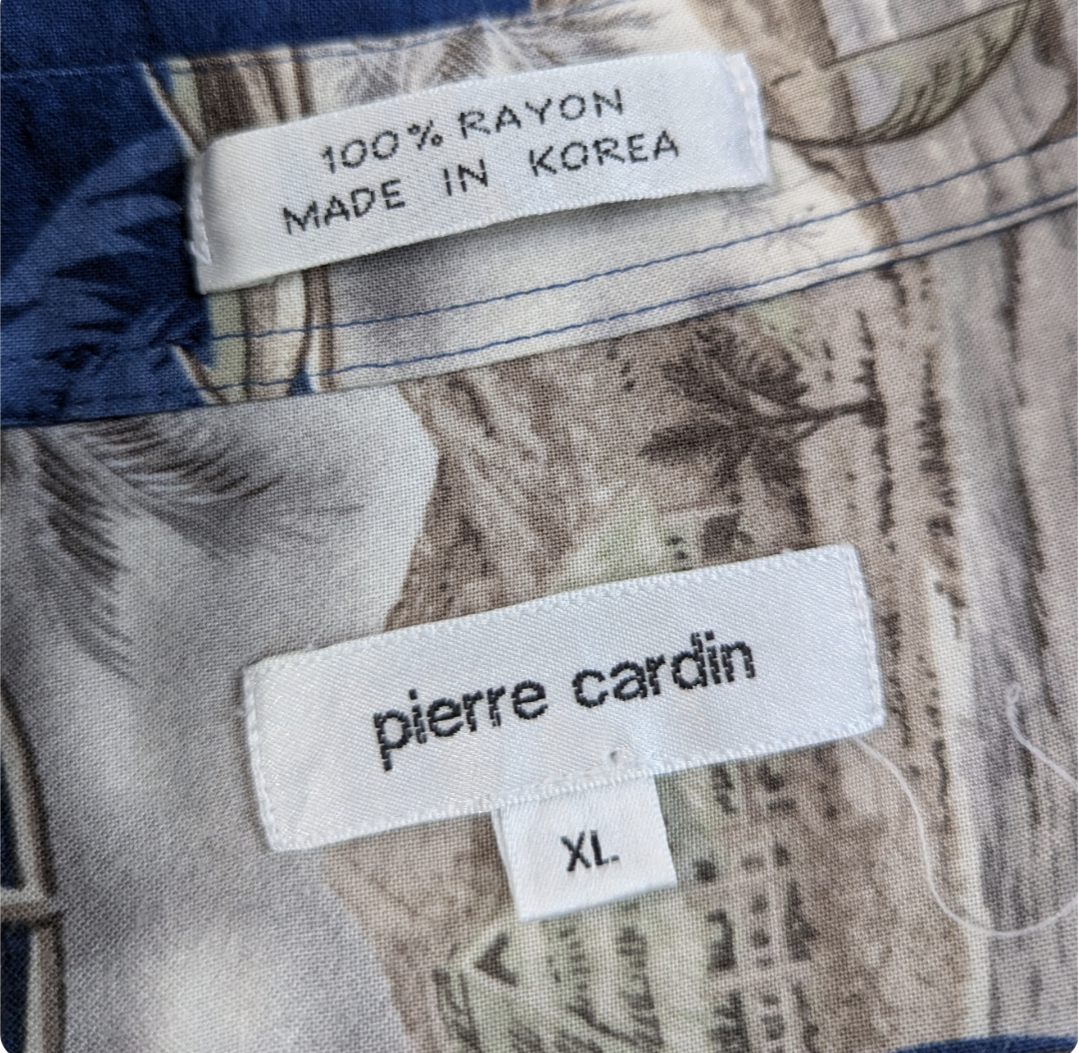 100% RAYON
MADE IN KOREA
pierre cardin
XL